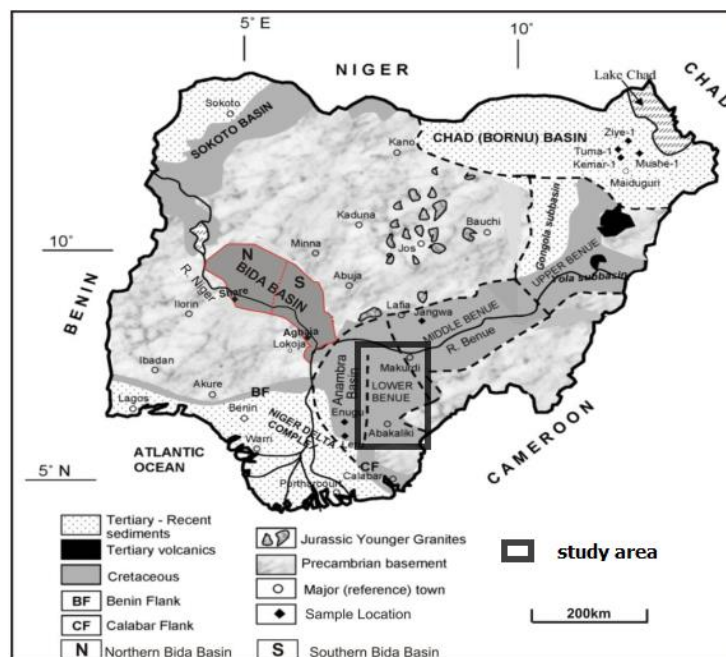 5° E
10
NIGER
CHAD
Lake Chad
Sokoto
SOKOTO BASIN
CHAD (BORNU) BASIN
Ziye-1
Tuma-1
Kemar-1
Mushe-1
Maiduguri
Kano
Kaduna
Bauchi
Jos
Gongola subbasin
10°
Minna
N
S
BIDA BASIN
Abuja
UPPER BENUE
Yola subbasin
BENIN
R. Niger
Share
Ilorin
Lafia
Jangwa
MIDDLE BENUE
R. Benue
Agbaja
Lokoja
Makurdi
Ibadan
Anambra
Basin
LOWER
BENUE
Akure
BF
Enugu
Lagos
Benin
Abakaliki
CAMEROON
NIGER DELTA
Warri
ATLANTIC
OCEAN
CF
Calabar
5° N
Tertiary - Recent
sediments
Tertiary volcanics
Cretaceous
BF Benin Flank
CF Calabar Flank
N Northern Bida Basin
Jurassic Younger Granites
Precambrian basement
Major (reference) town
Sample Location
S Southern Bida Basin
study area
200km